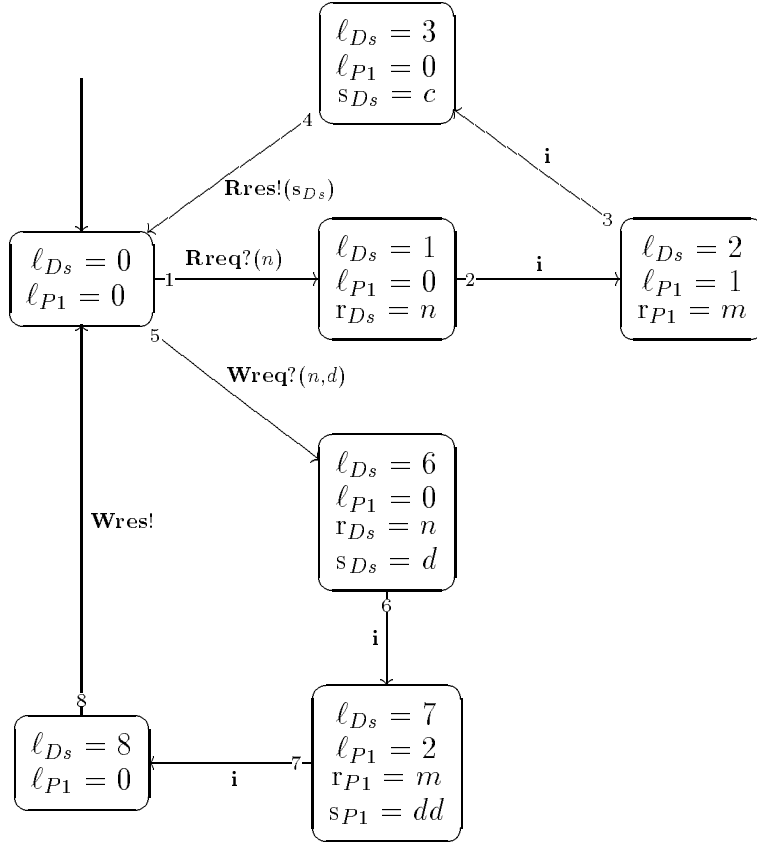 ℓ_Ds = 3
ℓ_P1 = 0
s_Ds = c
4
i
Rres!(s_Ds)
3
ℓ_Ds = 0
ℓ_P1 = 0
1
Rreq?(n)
ℓ_Ds = 1
ℓ_P1 = 0
r_Ds = n
2
i
ℓ_Ds = 2
ℓ_P1 = 1
r_P1 = m
5
Wreq?(n,d)
ℓ_Ds = 6
ℓ_P1 = 0
r_Ds = n
s_Ds = d
Wres!
6
i
8
ℓ_Ds = 8
ℓ_P1 = 0
i
7
ℓ_Ds = 7
ℓ_P1 = 2
r_P1 = m
s_P1 = dd